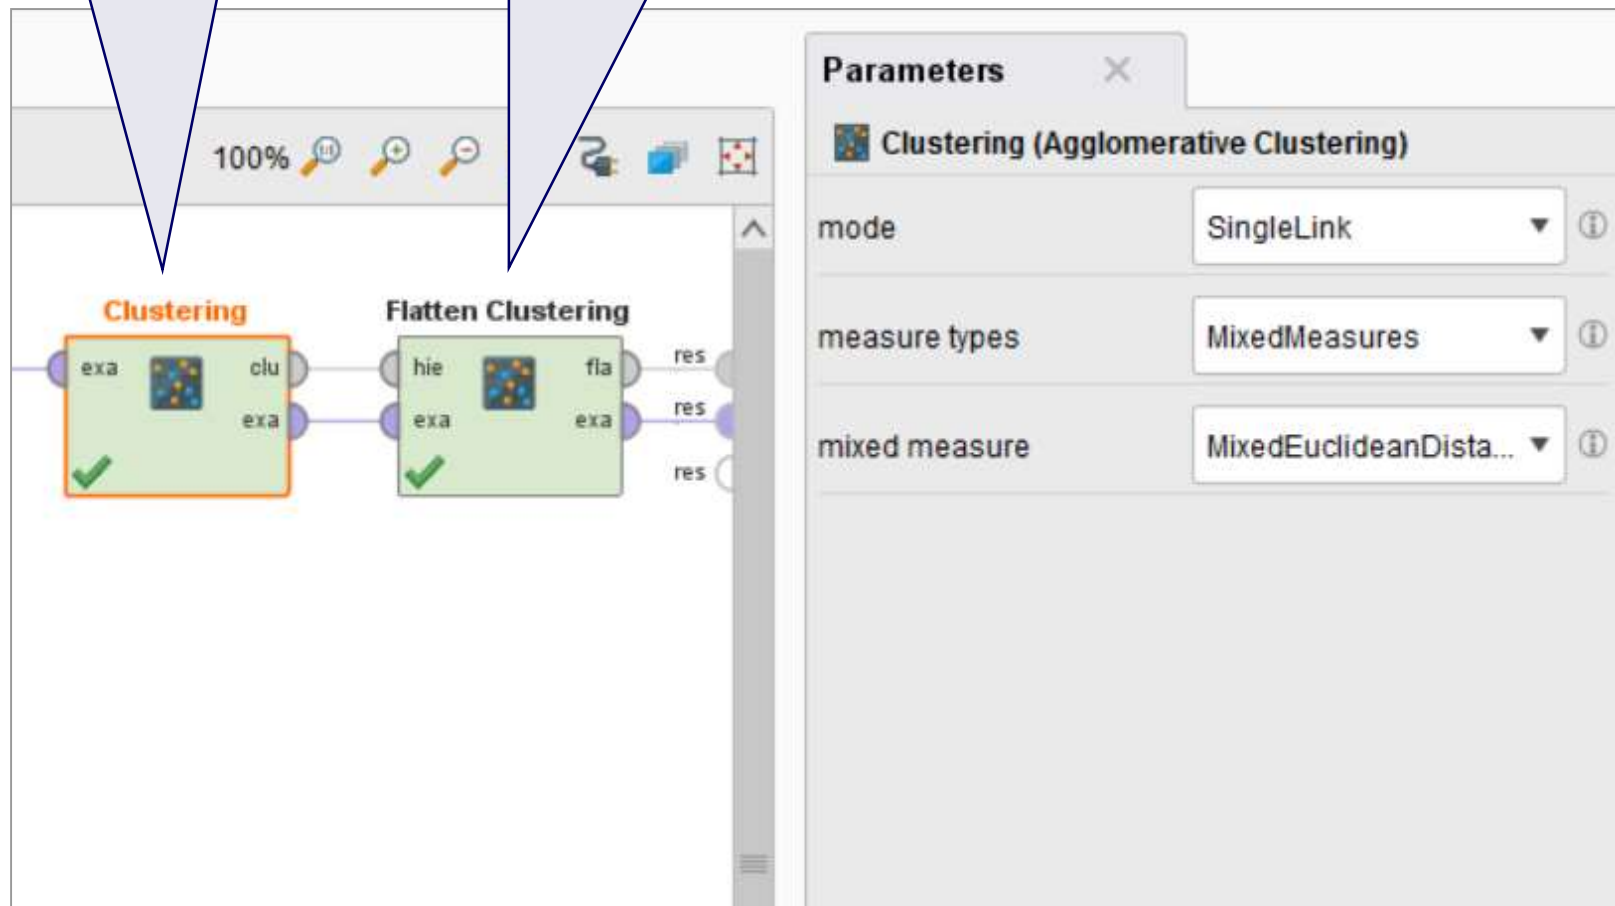 100%
Clustering
Flatten Clustering
exa
clu
exa
hie
fla
exa
exa
res
res
res
Parameters
Clustering (Agglomerative Clustering)
mode SingleLink
measure types MixedMeasures
mixed measure MixedEuclideanDista...